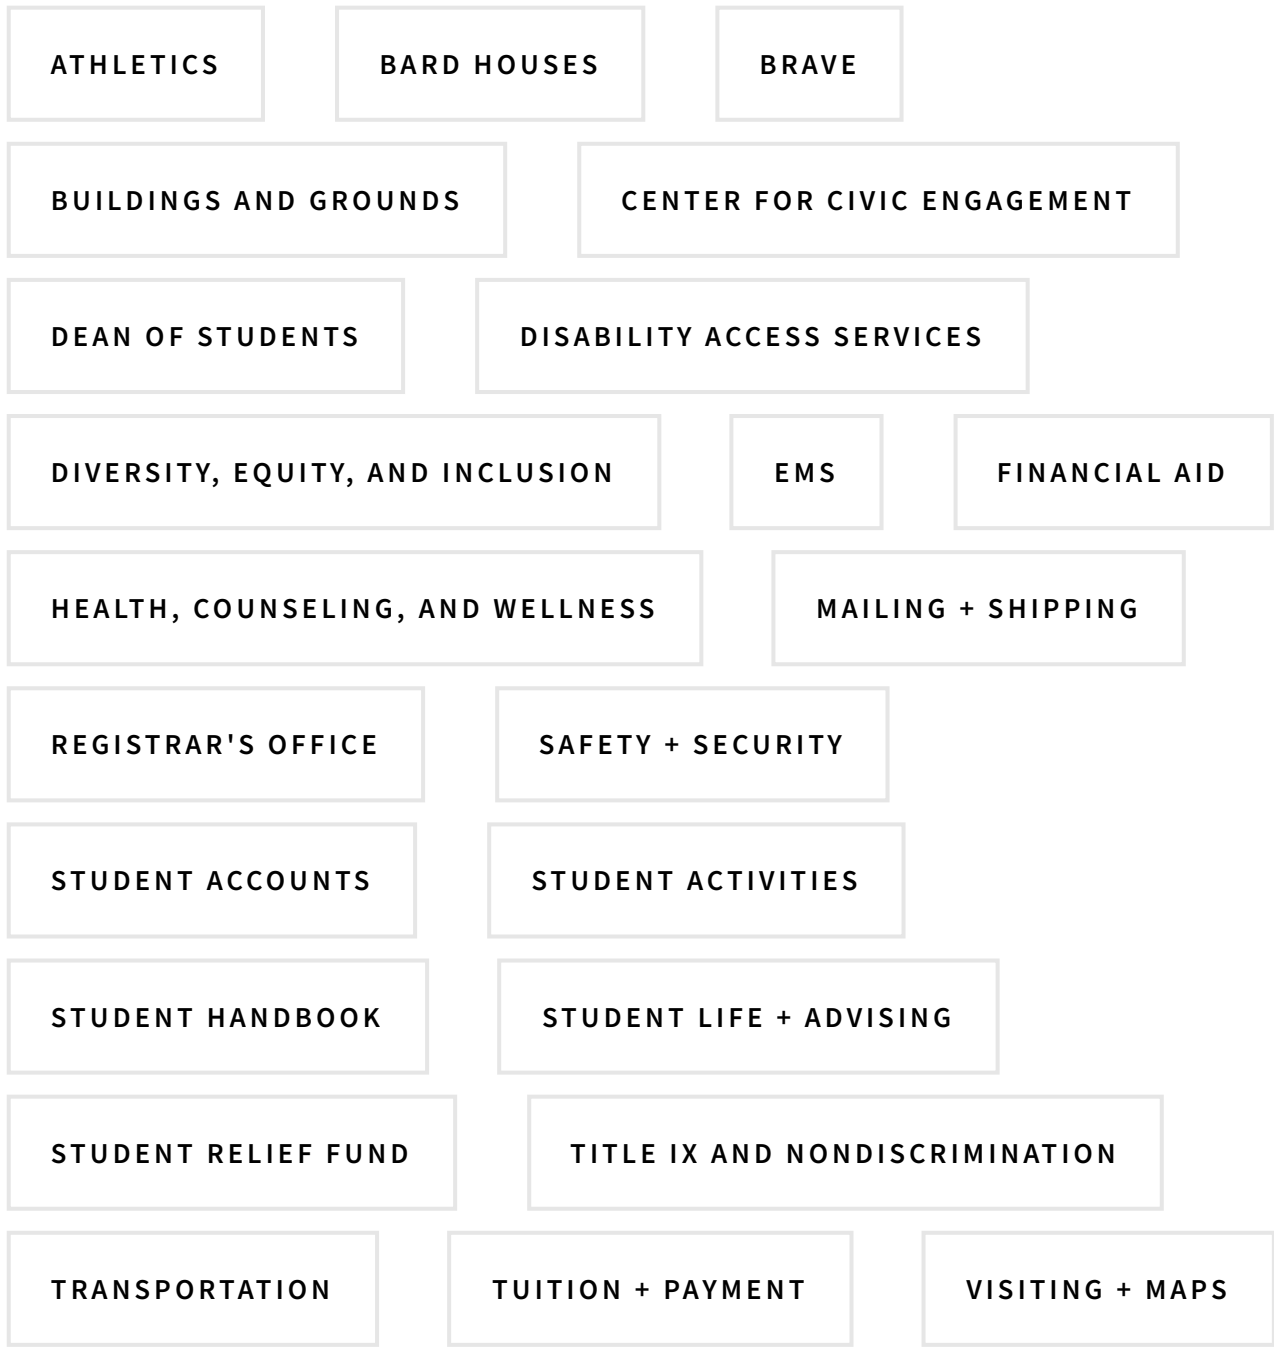 ATHLETICS
BARD HOUSES
BRAVE
BUILDINGS AND GROUNDS
CENTER FOR CIVIC ENGAGEMENT
DEAN OF STUDENTS
DISABILITY ACCESS SERVICES
DIVERSITY, EQUITY, AND INCLUSION
EMS
FINANCIAL AID
HEALTH, COUNSELING, AND WELLNESS
MAILING + SHIPPING
REGISTRAR'S OFFICE
SAFETY + SECURITY
STUDENT ACCOUNTS
STUDENT ACTIVITIES
STUDENT HANDBOOK
STUDENT LIFE + ADVISING
STUDENT RELIEF FUND
TITLE IX AND NONDISCRIMINATION
TRANSPORTATION
TUITION + PAYMENT
VISITING + MAPS